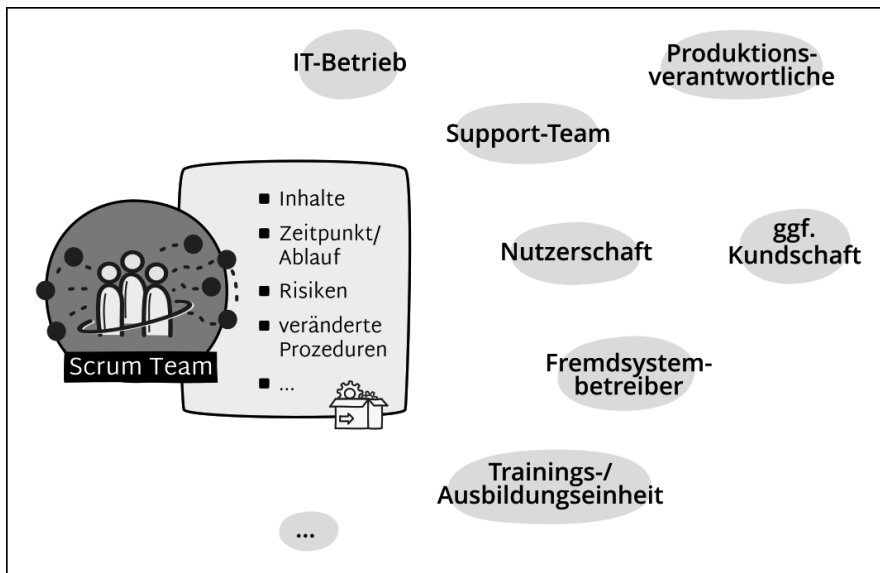 IT-Betrieb
Produktions-
verantwortliche
Support-Team
Inhalte
Zeitpunkt/
Ablauf
Risiken
veränderte
Prozeduren
...
Scrum Team
Nutzerschaft
ggf.
Kundschaft
Fremdsystem-
betreiber
Trainings-/
Ausbildungseinheit
...